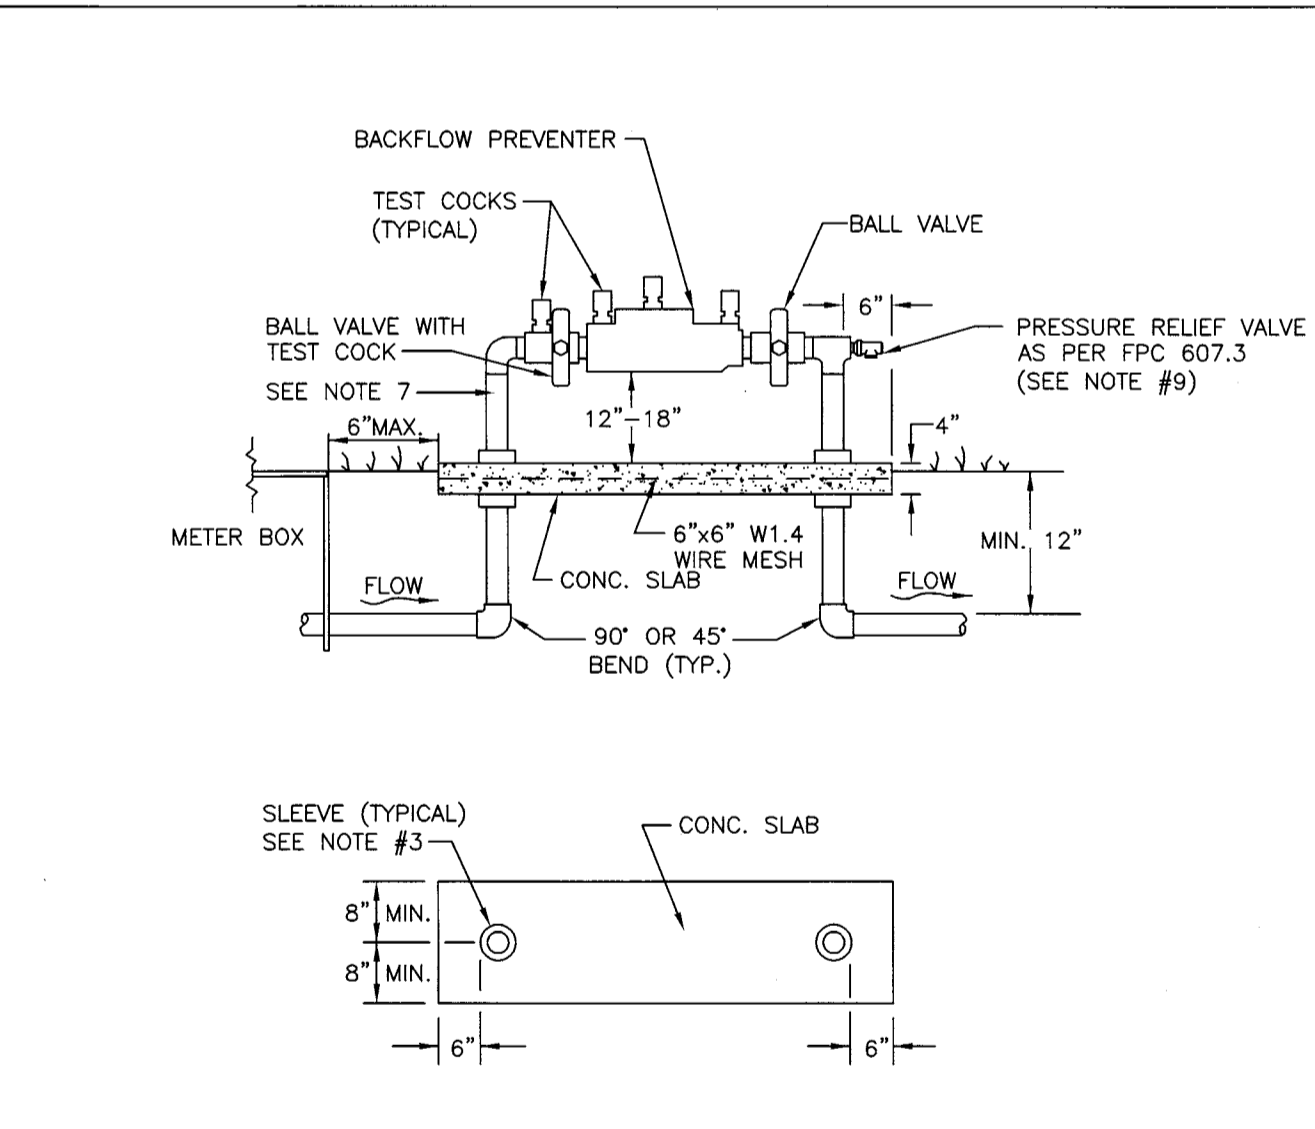 BACKFLOW PREVENTER
TEST COCKS
(TYPICAL)
BALL VALVE
6"
BALL VALVE WITH
TEST COCK
PRESSURE RELIEF VALVE
AS PER FPC 607.3
(SEE NOTE #9)
SEE NOTE 7
12"-18"
6"MAX.
4"
METER BOX
6"x6" W1.4
WIRE MESH
MIN. 12"
CONC. SLAB
FLOW
FLOW
90° OR 45°
BEND (TYP.)
SLEEVE (TYPICAL)
SEE NOTE #3
CONC. SLAB
8" MIN.
8" MIN.
6"
6"